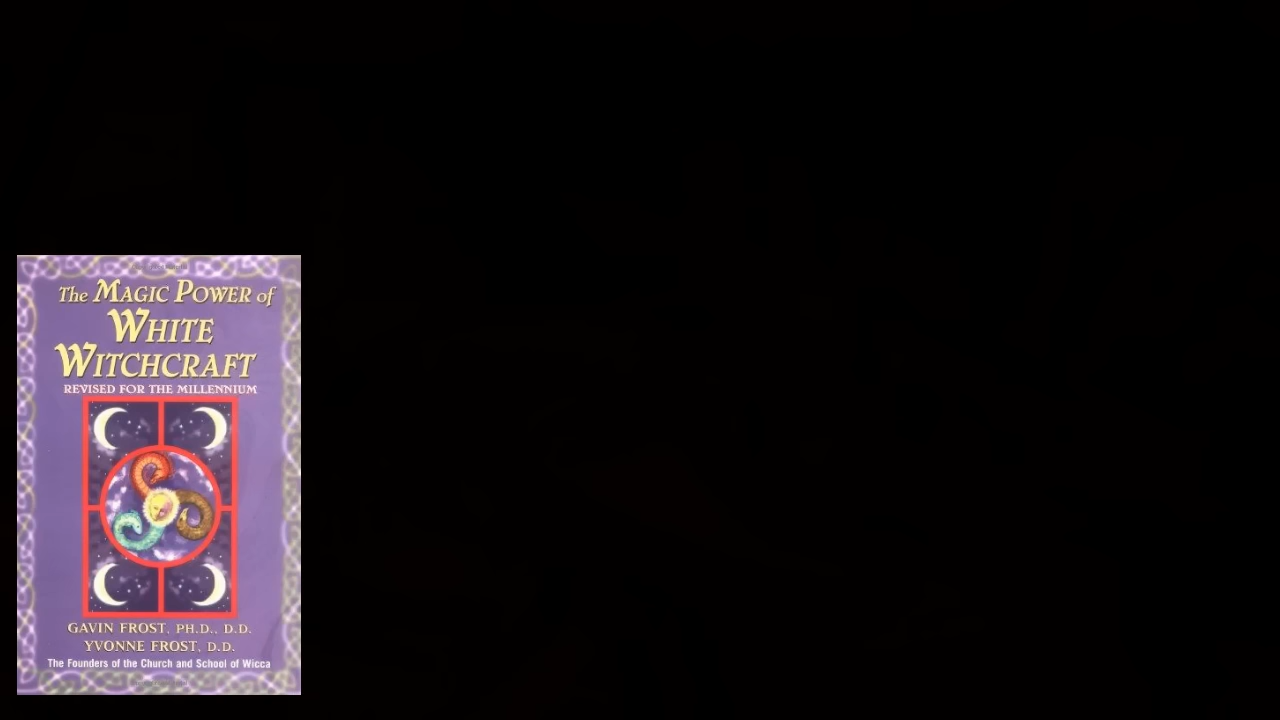 The MAGIC POWER of
WHITE
WITCHCRAFT
REVISED FOR THE MILLENNIUM
GAVIN FROST, PH.D., D.D.
YVONNE FROST, D.D.
The Founders of the Church and School of Wicca